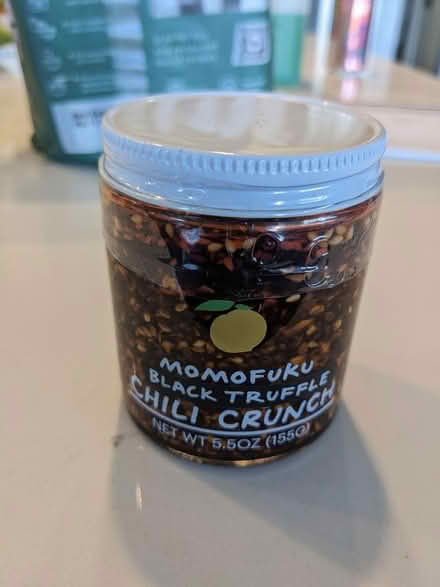 MOMOFUKU
BLACK TRUFFLE
CHILI CRUNCH
NET WT 5.5OZ (155G)